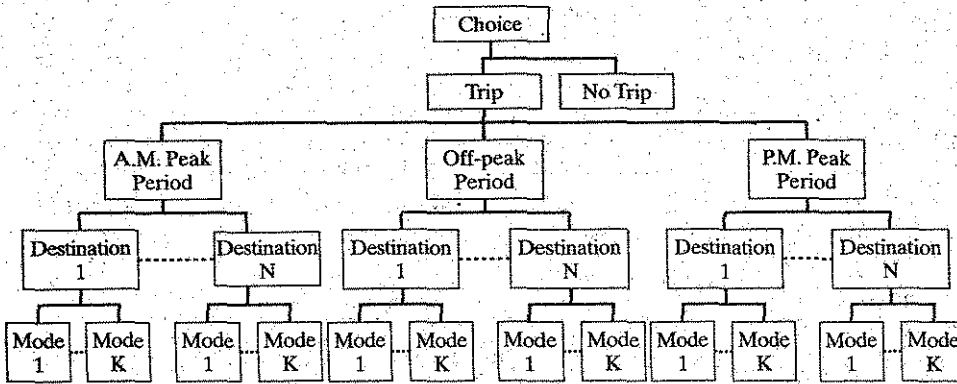 Choice
Trip
No Trip
A.M. Peak
Period
Off-peak
Period
P.M. Peak
Period
Destination
1
Destination
N
Destination
1
Destination
N
Destination
1
Destination
N
Mode
1
Mode
K
Mode
1
Mode
K
Mode
1
Mode
K
Mode
1
Mode
K
Mode
1
Mode
K
Mode
1
Mode
K